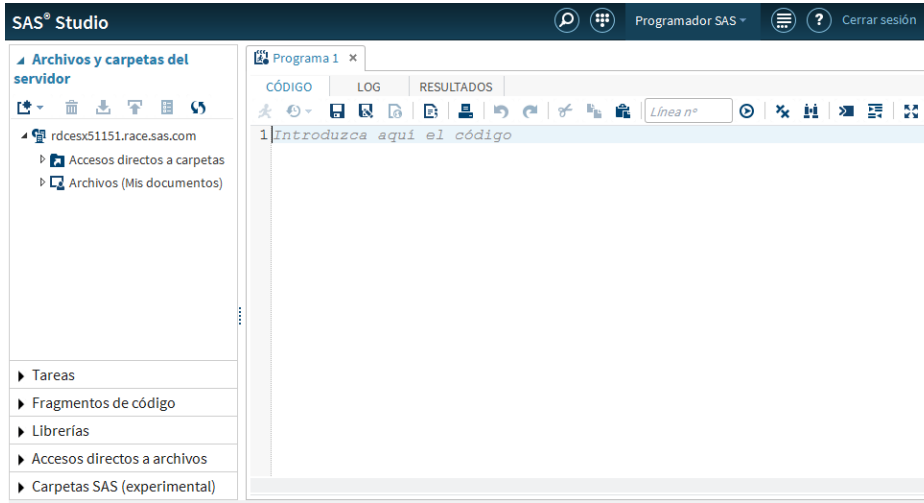 SAS® Studio
Programador SAS
?
Cerrar sesión
Archivos y carpetas del
servidor
rdcesx51151.race.sas.com
Accesos directos a carpetas
Archivos (Mis documentos)
Tareas
Fragmentos de código
Librerías
Accesos directos a archivos
Carpetas SAS (experimental)
Programa 1 ×
CÓDIGO LOG RESULTADOS
Línea nº
1 Introduzca aquí el código